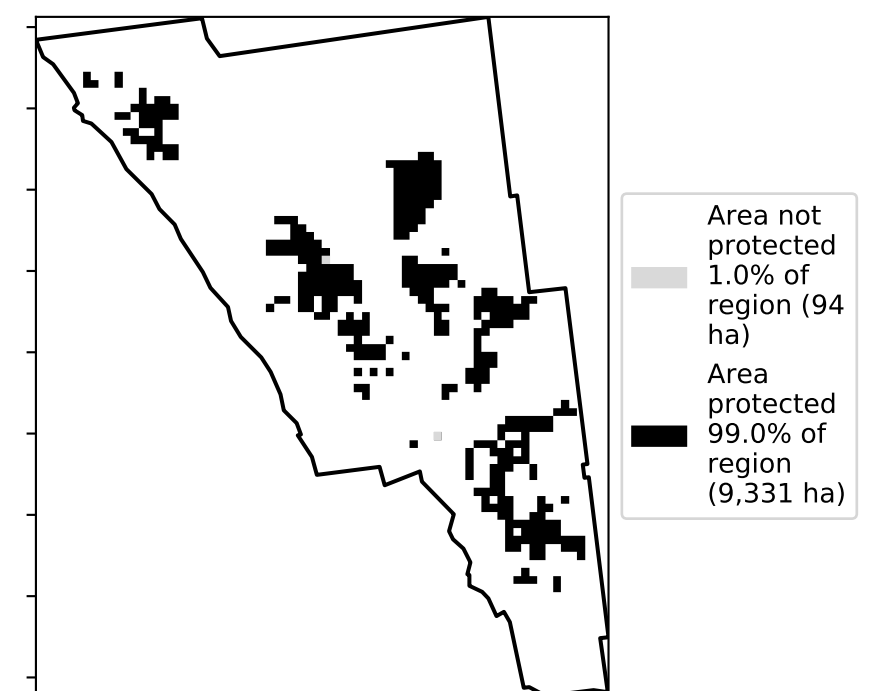 Area not
protected
1.0% of
region (94
ha)
Area
protected
99.0% of
region
(9,331 ha)